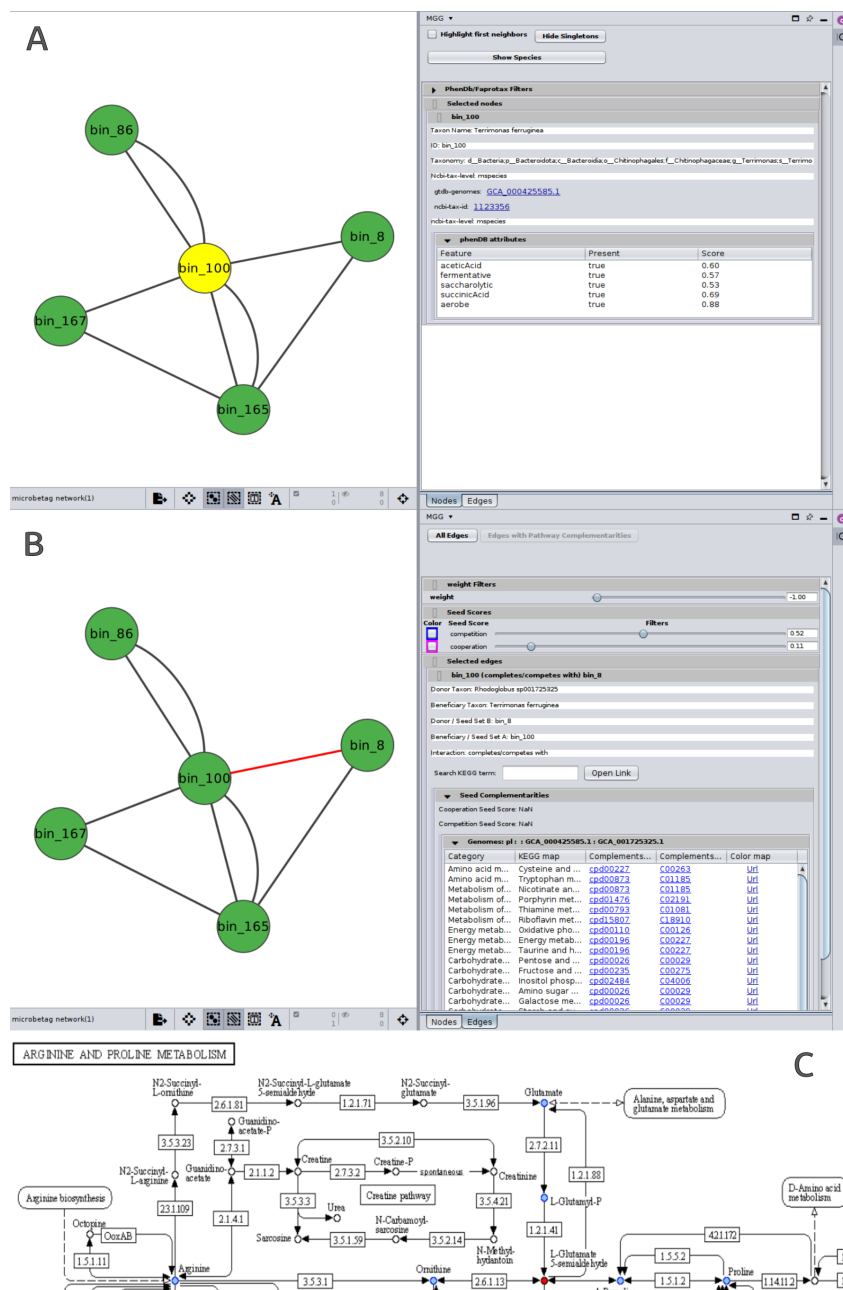 A
bin_86
bin_8
bin_100
bin_167
bin_165
microbetag network(1)
A
1
0
8
0
MGG ▾
Highlight first neighbors
Hide Singletons
Show Species
PhenDb/Faprotax Filters
Selected nodes
bin_100
Taxon Name: Terrimonas ferruginea
ID: bin_100
Taxonomy: d__Bacteria;p__Bacteroidota;c__Bacteroidia;o__Chitinophagales;f__Chitinophagaceae;g__Terrimonas;s__Terrimo
Ncbi-tax-level: mspecies
gtdb-genomes: GCA_000425585.1
ncbi-tax-id: 1123356
ncbi-tax-level: mspecies
phenDB attributes
Feature Present Score
aceticAcid true 0.60
fermentative true 0.57
saccharolytic true 0.53
succinicAcid true 0.69
aerobe true 0.88
Nodes Edges
B
bin_86
bin_8
bin_100
bin_167
bin_165
microbetag network(1)
A
0
1
8
0
MGG ▾
All Edges
Edges with Pathway Complementarities
weight Filters
weight -1.00
Seed Scores
Color Seed Score Filters
competition 0.52
cooperation 0.11
Selected edges
bin_100 (completes/competes with) bin_8
Donor Taxon: Rhodoglobus sp001725325
Beneficiary Taxon: Terrimonas ferruginea
Donor / Seed Set B: bin_8
Beneficiary / Seed Set A: bin_100
Interaction: completes/competes with
Search KEGG term: Open Link
Seed Complementarities
Cooperation Seed Score: NaN
Competition Seed Score: NaN
Genomes: pl : : GCA_000425585.1 : GCA_001725325.1
Category KEGG map Complements... Complements... Color map
Amino acid m... Cysteine and ... cpd00227 C00263 Url
Amino acid m... Tryptophan m... cpd00873 C01185 Url
Metabolism of... Nicotinate an... cpd00873 C01185 Url
Metabolism of... Porphyrin met... cpd01476 C02191 Url
Metabolism of... Thiamine met... cpd00793 C01081 Url
Metabolism of... Riboflavin met... cpd15807 C18910 Url
Energy metab... Oxidative pho... cpd00110 C00126 Url
Energy metab... Energy metab... cpd00196 C00227 Url
Energy metab... Taurine and h... cpd00196 C00227 Url
Carbohydrate... Pentose and ... cpd00026 C00029 Url
Carbohydrate... Fructose and ... cpd00235 C00275 Url
Carbohydrate... Inositol phosp... cpd02484 C04006 Url
Carbohydrate... Amino sugar ... cpd00026 C00029 Url
Carbohydrate... Galactose me... cpd00026 C00029 Url
Nodes Edges
ARGININE AND PROLINE METABOLISM
C
N2-Succinyl-
L-ornithine
N2-Succinyl-L-glutamate
5-semialdehyde
N2-Succinyl-
glutamate
Glutamate
2.6.1.81
1.2.1.71
3.5.1.96
Alanine, aspartate and
glutamate metabolism
Guanidino-
acetate-P
3.5.3.23
2.7.3.1
3.5.2.10
2.7.2.11
N2-Succinyl-
L-arginine
Guanidino-
acetate
2.1.1.2
Creatine
2.7.3.2
Creatine-P
spontaneous
Creatinine
1.2.1.88
D-Amino acid
metabolism
Arginine biosynthesis
2.3.1.109
2.1.4.1
3.5.3.3
Urea
Creatine pathway
3.5.4.21
L-Glutamyl-P
Octopine
OoxAB
Sarcosine
3.5.1.59
N-Carbamoyl-
sarcosine
3.5.2.14
N-Methyl-
hydantoin
1.2.1.41
4.2.1.172
1.5.1.11
L-Glutamate
5-semialdehyde
1.5.5.2
Arginine
3.5.3.1
Ornithine
2.6.1.13
1.5.1.2
Proline
1.14.11.2